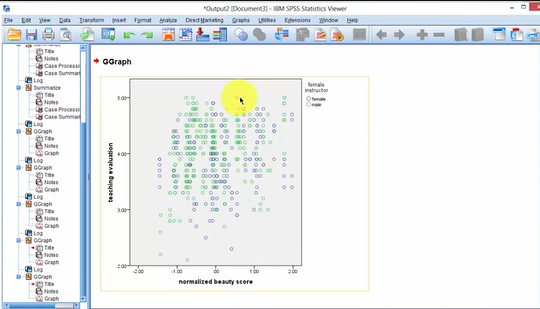 *Output2 [Document3] - IBM SPSS Statistics Viewer
File Edit View Data Transform Insert Format Analyze Direct Marketing Graphs Utilities Extensions Window Help
Title
Notes
Case Processir
Case Summari
Log
Summarize
Title
Notes
Case Processir
Case Summari
Log
GGraph
Title
Notes
Graph
Log
GGraph
Title
Notes
Graph
Log
GGraph
Title
Notes
Graph
Log
GGraph
Title
Notes
Graph
Log
GGraph
Title
Notes
Graph
GGraph
female
instructor
female
male
5.00
4.00
3.00
2.00
teaching evaluation
-2.00 -1.00 .00 1.00 2.00
normalized beauty score